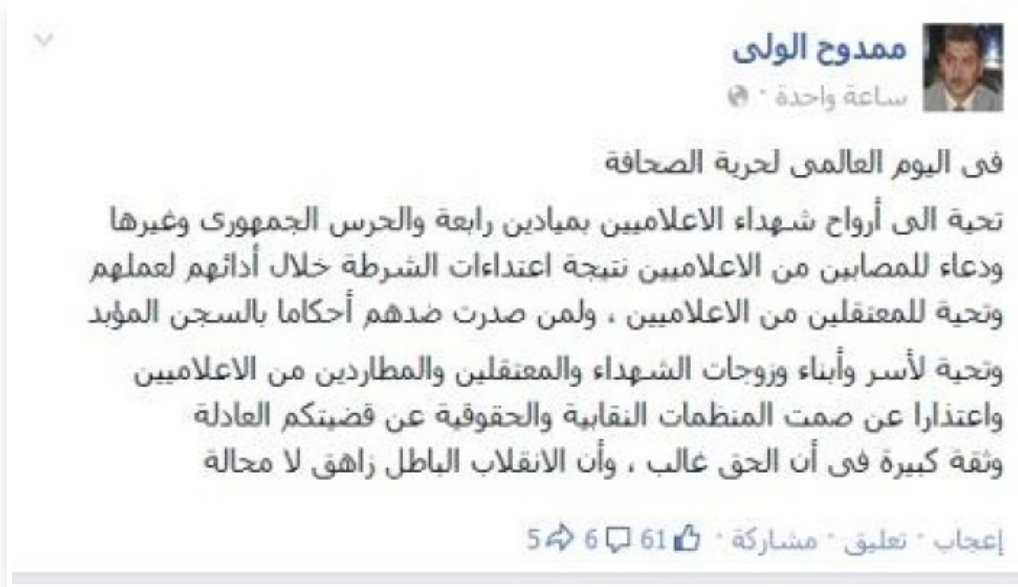 ممدوح الولى
ساعة واحدة ·
فى اليوم العالمى لحرية الصحافة
تحية الى أرواح شهداء الاعلاميين بميادين رابعة والحرس الجمهورى وغيرها
ودعاء للمصابين من الاعلاميين نتيجة اعتداءات الشرطة خلال أدائهم لعملهم
وتحية للمعتقلين من الاعلاميين ، ولمن صدرت ضدهم أحكاما بالسجن المؤبد
وتحية لأسر وأبناء وزوجات الشهداء والمعتقلين والمطاردين من الاعلاميين
واعتذارا عن صمت المنظمات النقابية والحقوقية عن قضيتكم العادلة
وثقة كبيرة فى أن الحق غالب ، وأن الانقلاب الباطل زاهق لا محالة
إعجاب · تعليق · مشاركة · 61 6 5